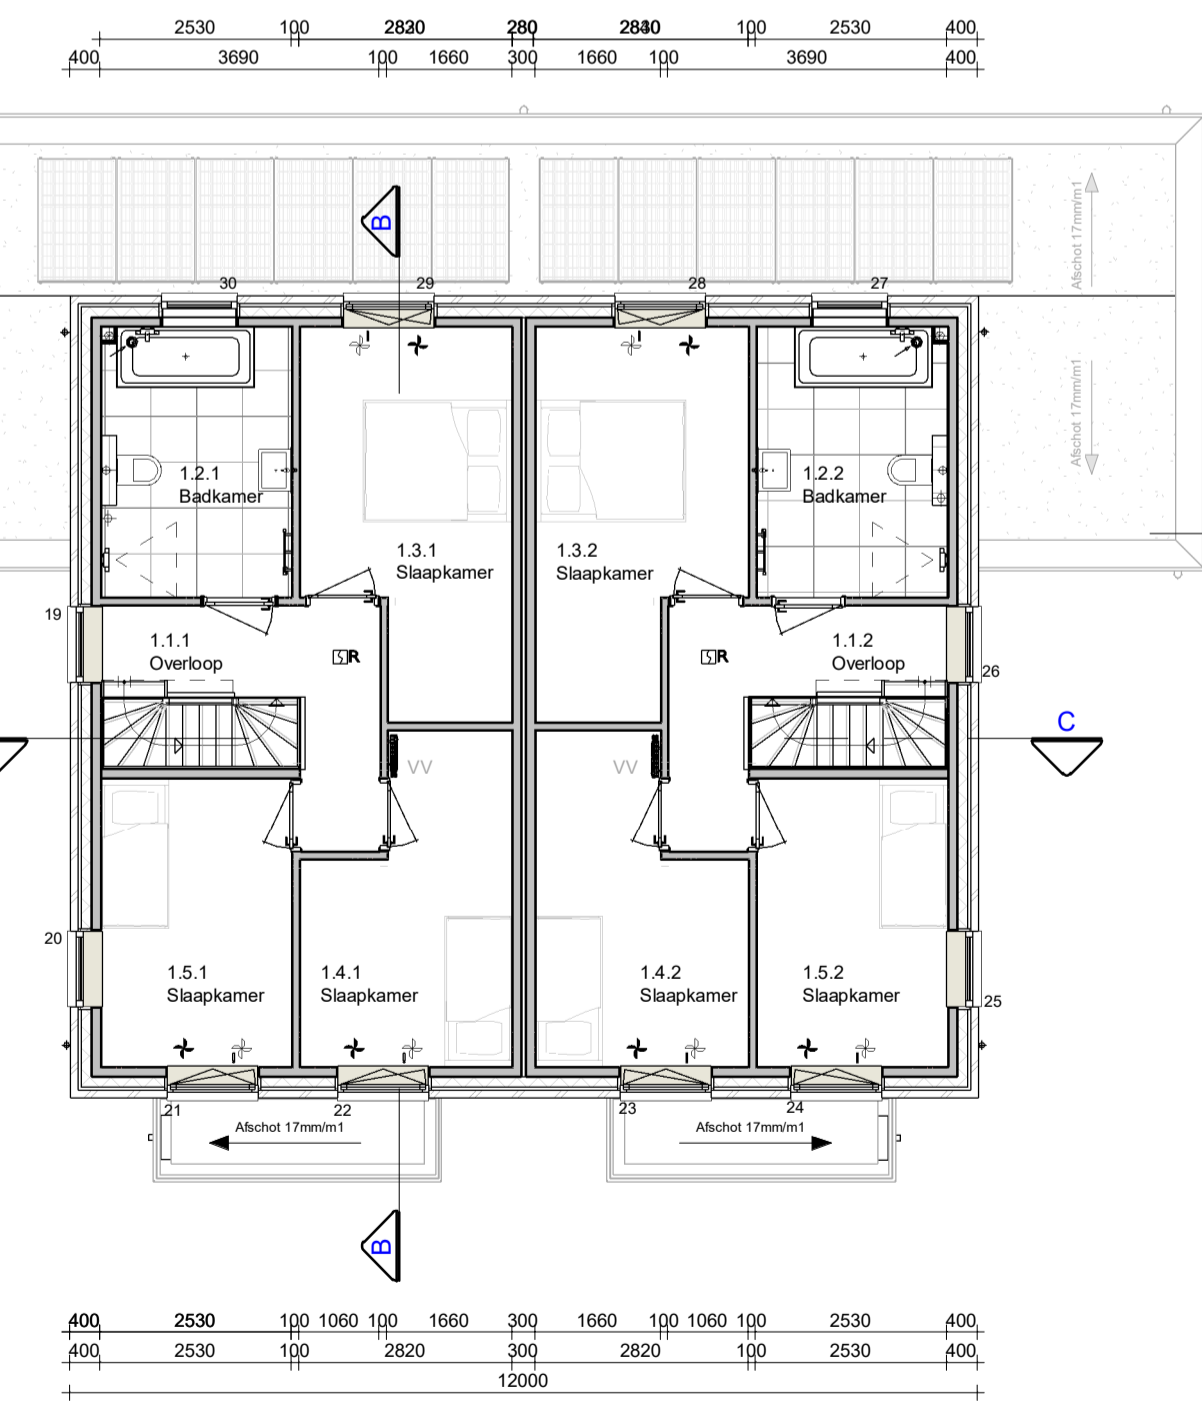 2530 100 2820 280 2840 100 2530 400
400 3690 100 1660 300 1660 100 3690 400
B
Afschot 17mm/m1
30 29 28 27
Afschot 17mm/m1
1.2.1
Badkamer
1.2.2
Badkamer
1.3.1
Slaapkamer
1.3.2
Slaapkamer
19
1.1.1
Overloop
R
R
1.1.2
Overloop
26
C
VV
VV
20
1.5.1
Slaapkamer
1.4.1
Slaapkamer
1.4.2
Slaapkamer
1.5.2
Slaapkamer
25
21 22 23 24
Afschot 17mm/m1
Afschot 17mm/m1
B
400 2530 100 1060 100 1660 300 1660 100 1060 100 2530 400
400 2530 100 2820 300 2820 100 2530 400
12000